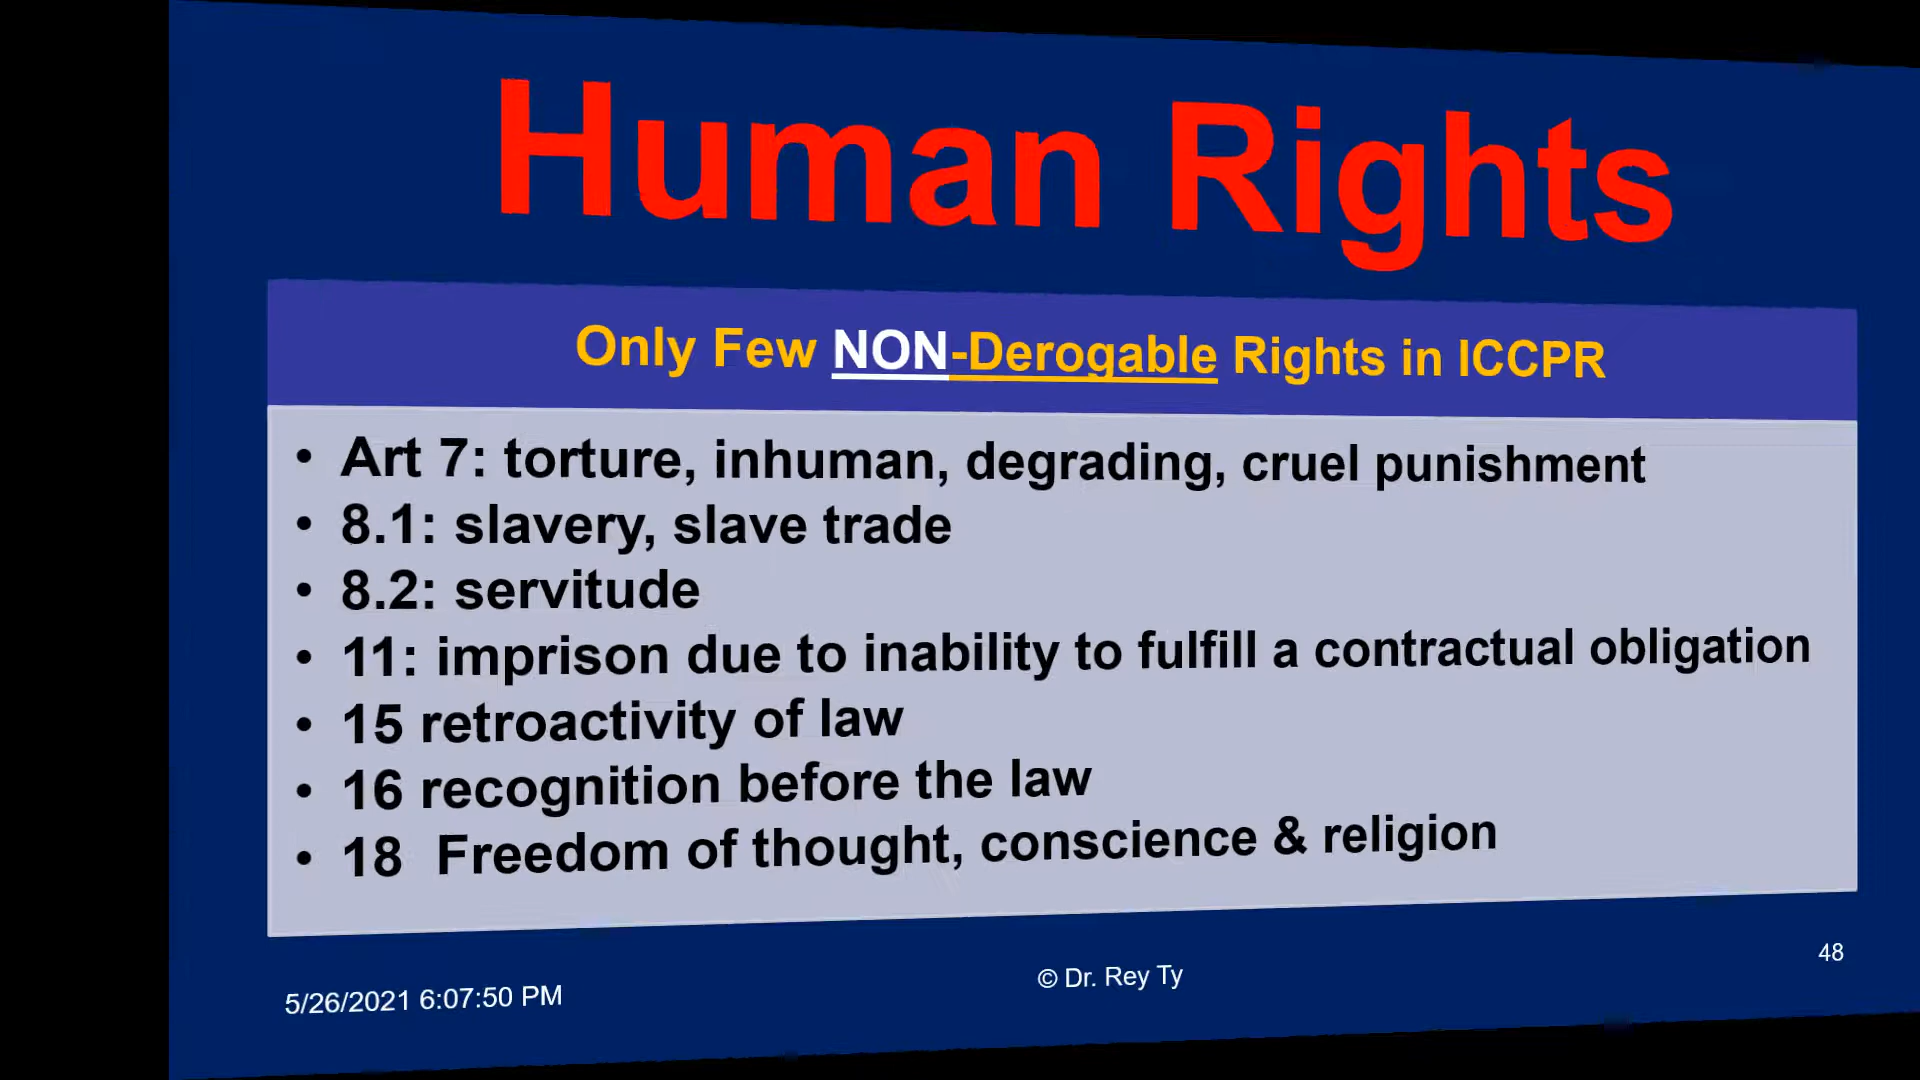 Human Rights
Only Few NON-Derogable Rights in ICCPR
• Art 7: torture, inhuman, degrading, cruel punishment
• 8.1: slavery, slave trade
• 8.2: servitude
• 11: imprison due to inability to fulfill a contractual obligation
• 15 retroactivity of law
• 16 recognition before the law
• 18  Freedom of thought, conscience & religion
5/26/2021 6:07:50 PM
© Dr. Rey Ty
48